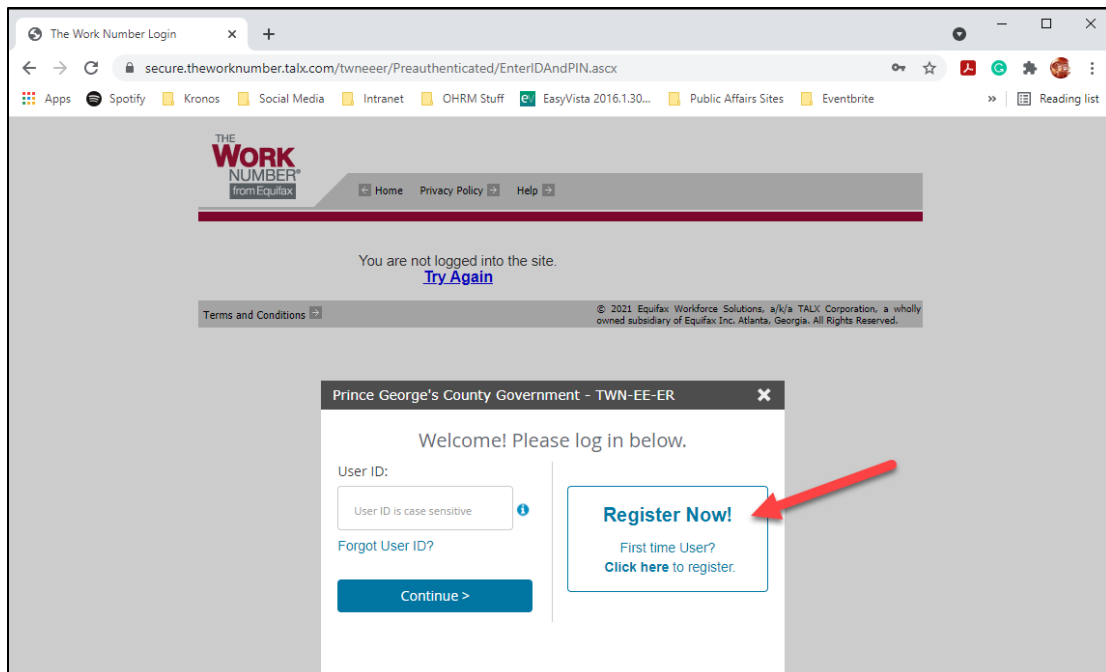 The Work Number Login
secure.theworknumber.talx.com/twneeer/Preauthenticated/EnterIDAndPIN.ascx
Apps Spotify Kronos Social Media Intranet OHRM Stuff eV EasyVista 2016.1.30... Public Affairs Sites Eventbrite » Reading list
THE
WORK
NUMBER®
from Equifax
Home Privacy Policy Help
You are not logged into the site.
Try Again
Terms and Conditions
© 2021 Equifax Workforce Solutions, a/k/a TALX Corporation, a wholly
owned subsidiary of Equifax Inc. Atlanta, Georgia. All Rights Reserved.
Prince George's County Government - TWN-EE-ER
Welcome! Please log in below.
User ID:
User ID is case sensitive
Forgot User ID?
Continue >
Register Now!
First time User?
Click here to register.